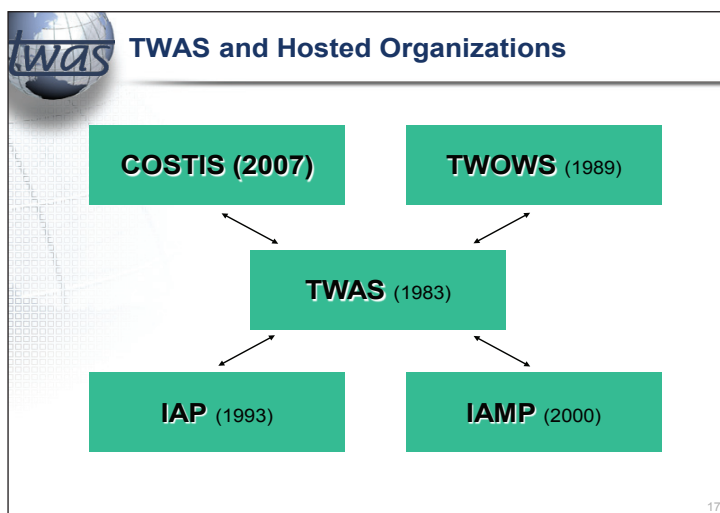 twas
TWAS and Hosted Organizations
COSTIS (2007)
TWOWS (1989)
TWAS (1983)
IAP (1993)
IAMP (2000)
17